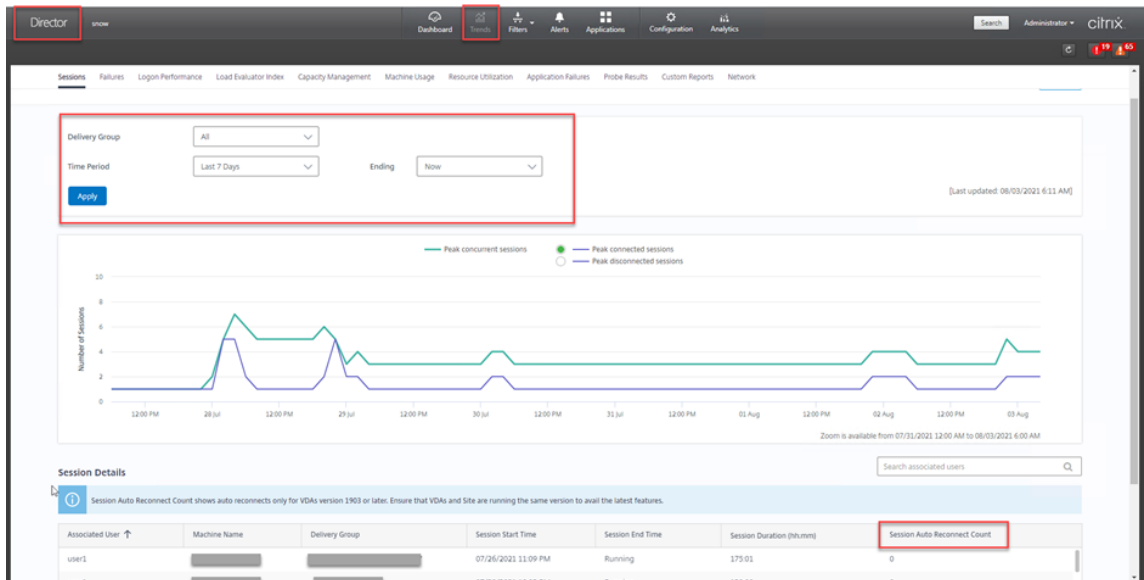 Director snow Dashboard Trends Filters Alerts Applications Configuration Analytics Search Administrator citrix
19 65
Sessions Failures Logon Performance Load Evaluator Index Capacity Management Machine Usage Resource Utilization Application Failures Probe Results Custom Reports Network
Delivery Group All
Time Period Last 7 Days Ending Now
Apply
[Last updated: 08/03/2021 6:11 AM]
Peak concurrent sessions Peak connected sessions
Peak disconnected sessions
Number of Sessions
10
8
6
4
2
0
12:00 PM 28 Jul 12:00 PM 29 Jul 12:00 PM 30 Jul 12:00 PM 31 Jul 12:00 PM 01 Aug 12:00 PM 02 Aug 12:00 PM 03 Aug
Zoom is available from 07/31/2021 12:00 AM to 08/03/2021 6:00 AM
Session Details Search associated users
Session Auto Reconnect Count shows auto reconnects only for VDAs version 1903 or later. Ensure that VDAs and Site are running the same version to avail the latest features.
Associated User Machine Name Delivery Group Session Start Time Session End Time Session Duration (hh:mm) Session Auto Reconnect Count
user1 07/26/2021 11:09 PM Running 175:01 0